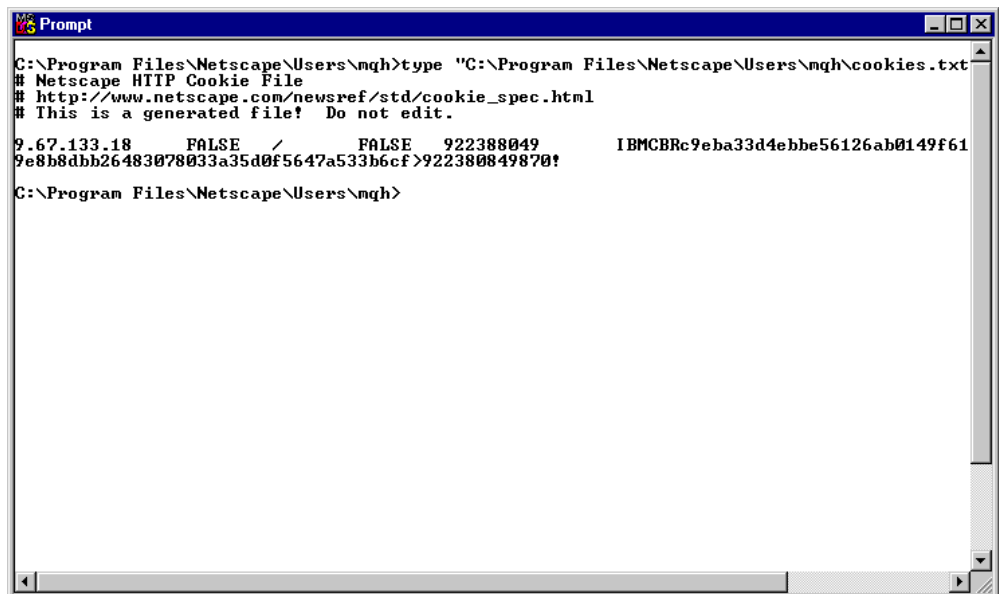 MS DOS Prompt
C:\Program Files\Netscape\Users\mqh>type "C:\Program Files\Netscape\Users\mqh\cookies.txt
# Netscape HTTP Cookie File
# http://www.netscape.com/newsref/std/cookie_spec.html
# This is a generated file!  Do not edit.
9.67.133.18 FALSE / FALSE 922388049 IBMCBRc9eba33d4ebbe56126ab0149f61
9e8b8dbb26483078033a35d0f5647a533b6cf>922380849870!
C:\Program Files\Netscape\Users\mqh>